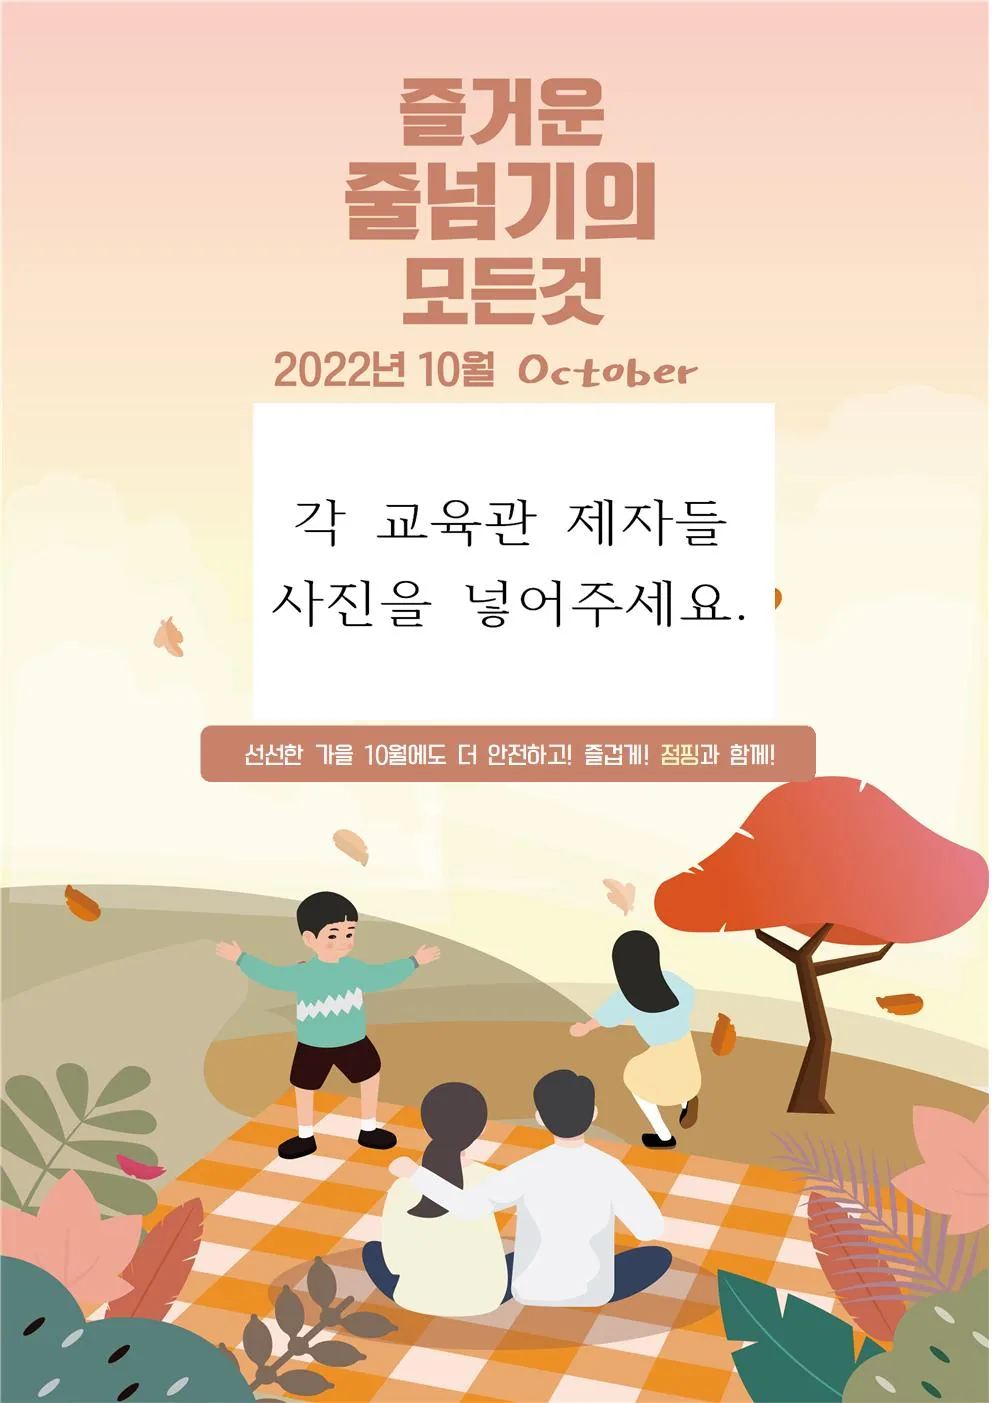 즐거운
줄넘기의
모든것
2022년 10월 October
각 교육관 제자들
사진을 넣어주세요.
선선한 가을 10월에도 더 안전하고! 즐겁게! 점핑과 함께!